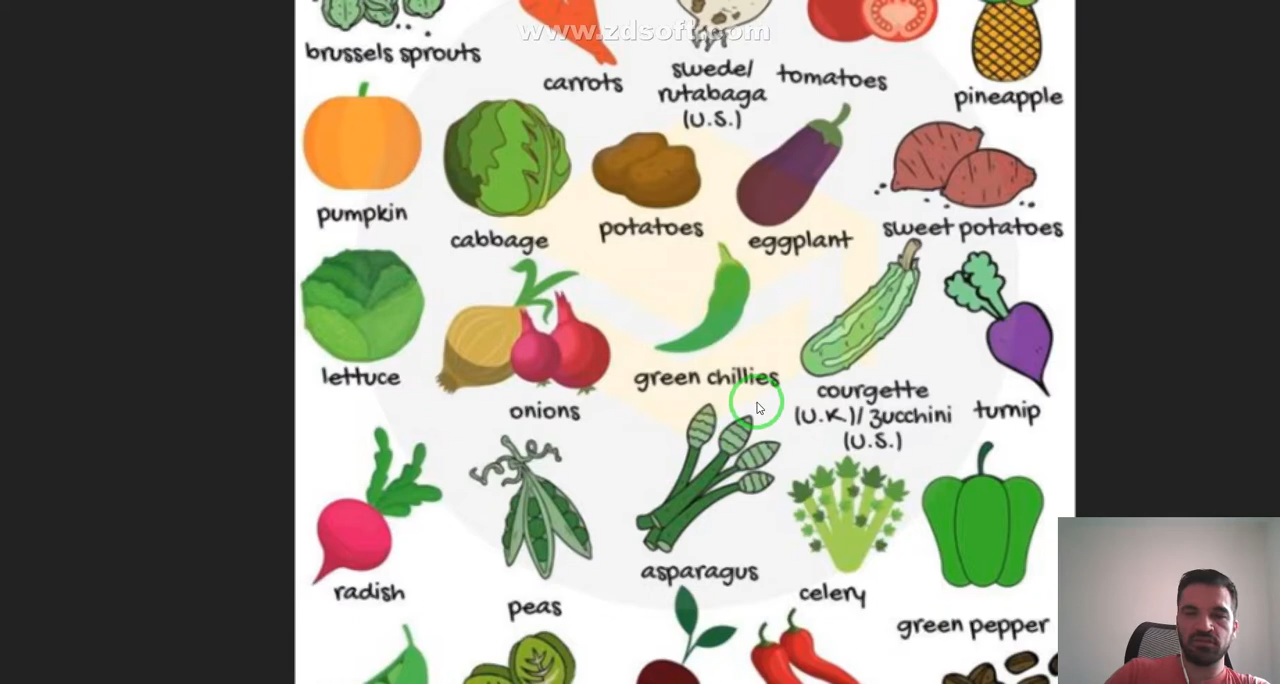 www.zdsoft.com
brussels sprouts
carrots
swede/
rutabaga
(U.S.)
tomatoes
pineapple
pumpkin
cabbage
potatoes
eggplant
sweet potatoes
lettuce
onions
green chillies
courgette
(U.K.)/ zucchini
(U.S.)
turnip
radish
peas
asparagus
celery
green pepper